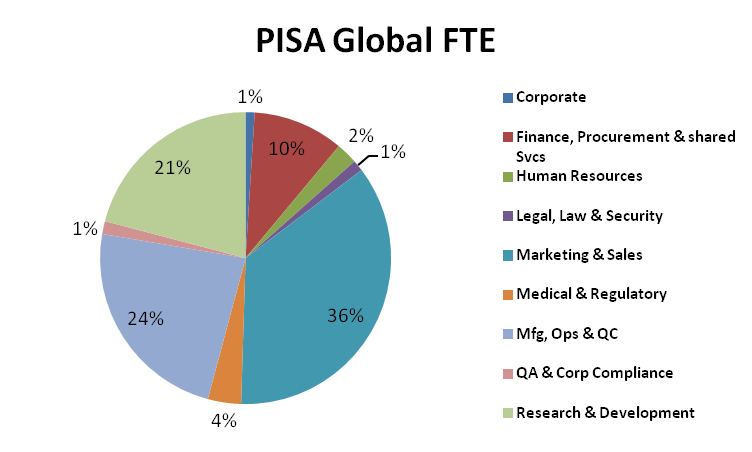 PISA Global FTE
1%
10%
2%
1%
36%
4%
24%
1%
21%
Corporate
Finance, Procurement & shared
Svcs
Human Resources
Legal, Law & Security
Marketing & Sales
Medical & Regulatory
Mfg, Ops & QC
QA & Corp Compliance
Research & Development